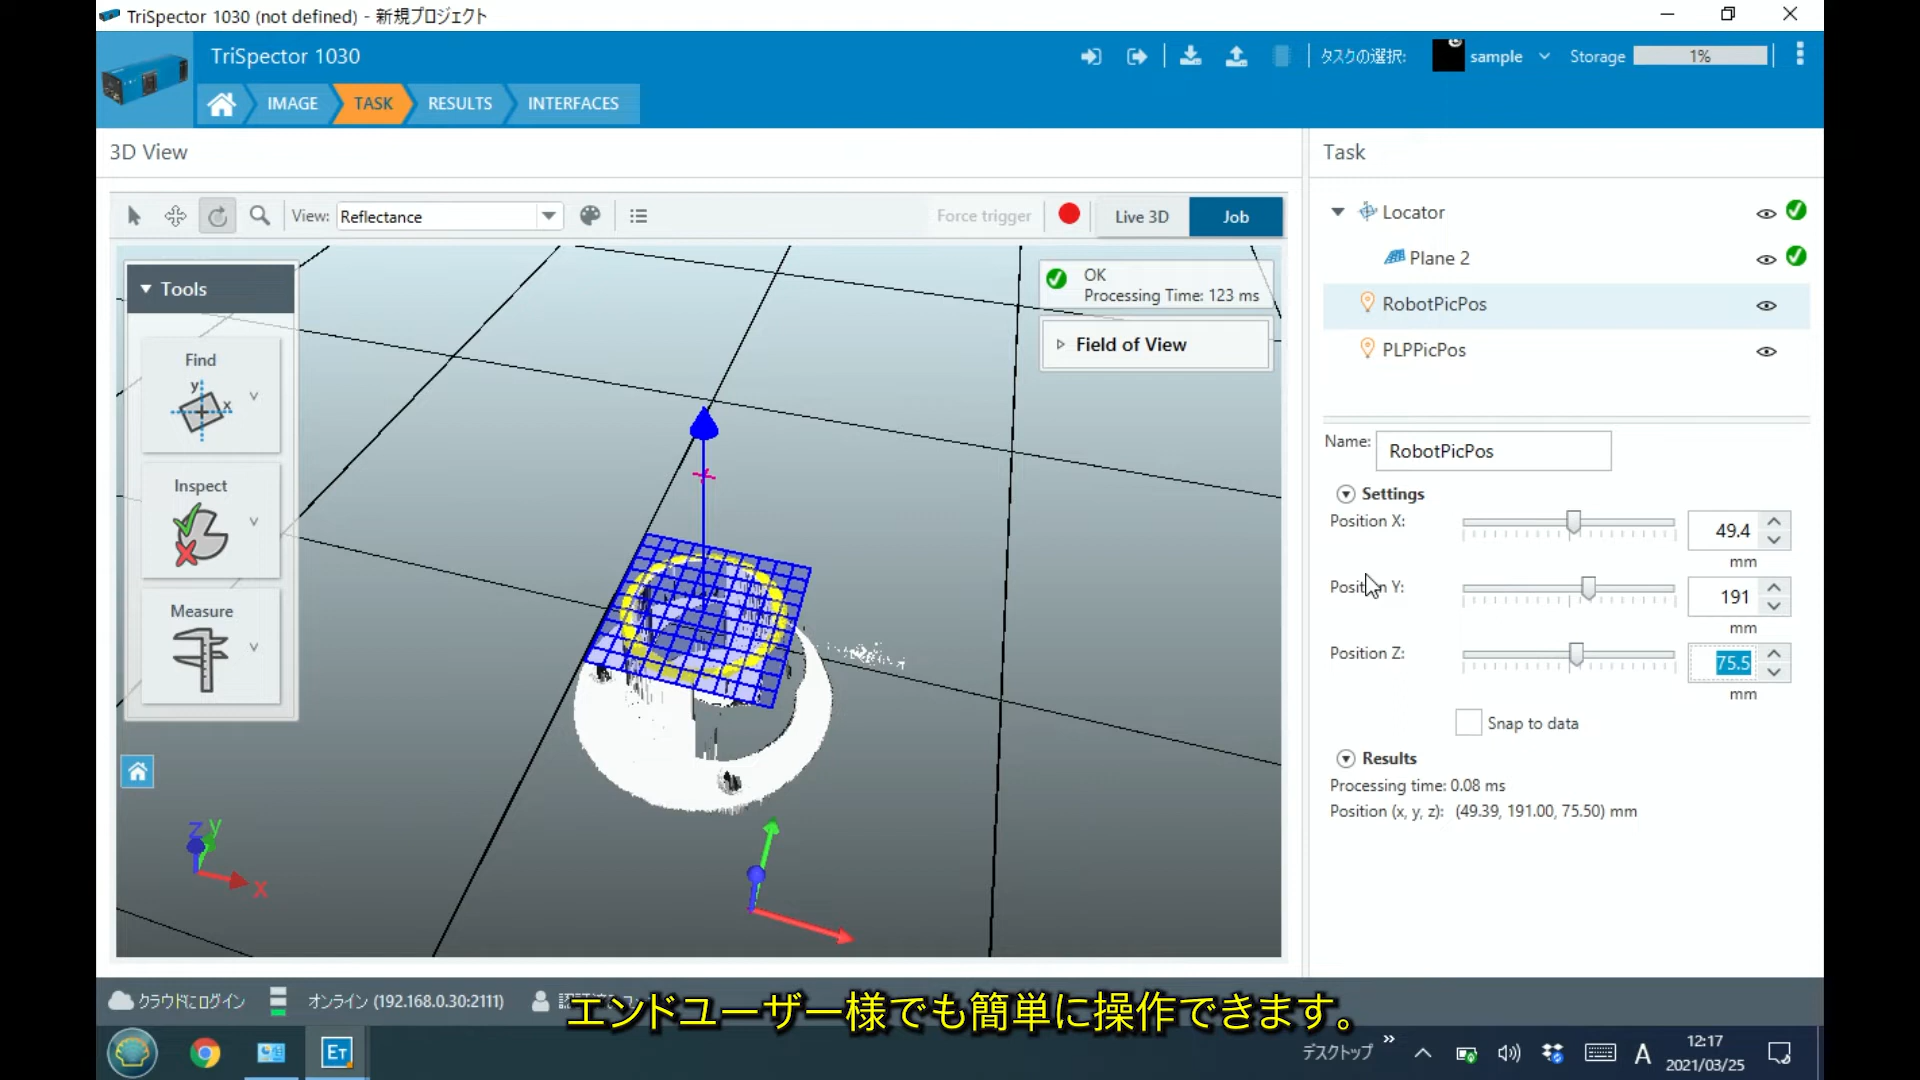 TriSpector 1030 (not defined) - 新規プロジェクト
TriSpector 1030
タスクの選択: sample Storage 1%
IMAGE TASK RESULTS INTERFACES
3D View
View: Reflectance Force trigger Live 3D Job
Tools
Find
y
x
Inspect
Measure
OK
Processing Time: 123 ms
Field of View
z y
x
Task
Locator
Plane 2
RobotPicPos
PLPPicPos
Name: RobotPicPos
Settings
Position X: 49.4
mm
Position Y: 191
mm
Position Z: 75.5
mm
Snap to data
Results
Processing time: 0.08 ms
Position (x, y, z): (49.39, 191.00, 75.50) mm
クラウドにログイン オンライン (192.168.0.30:2111)
エンドユーザー様でも簡単に操作できます。
ET
デスクトップ » A 12:17
2021/03/25